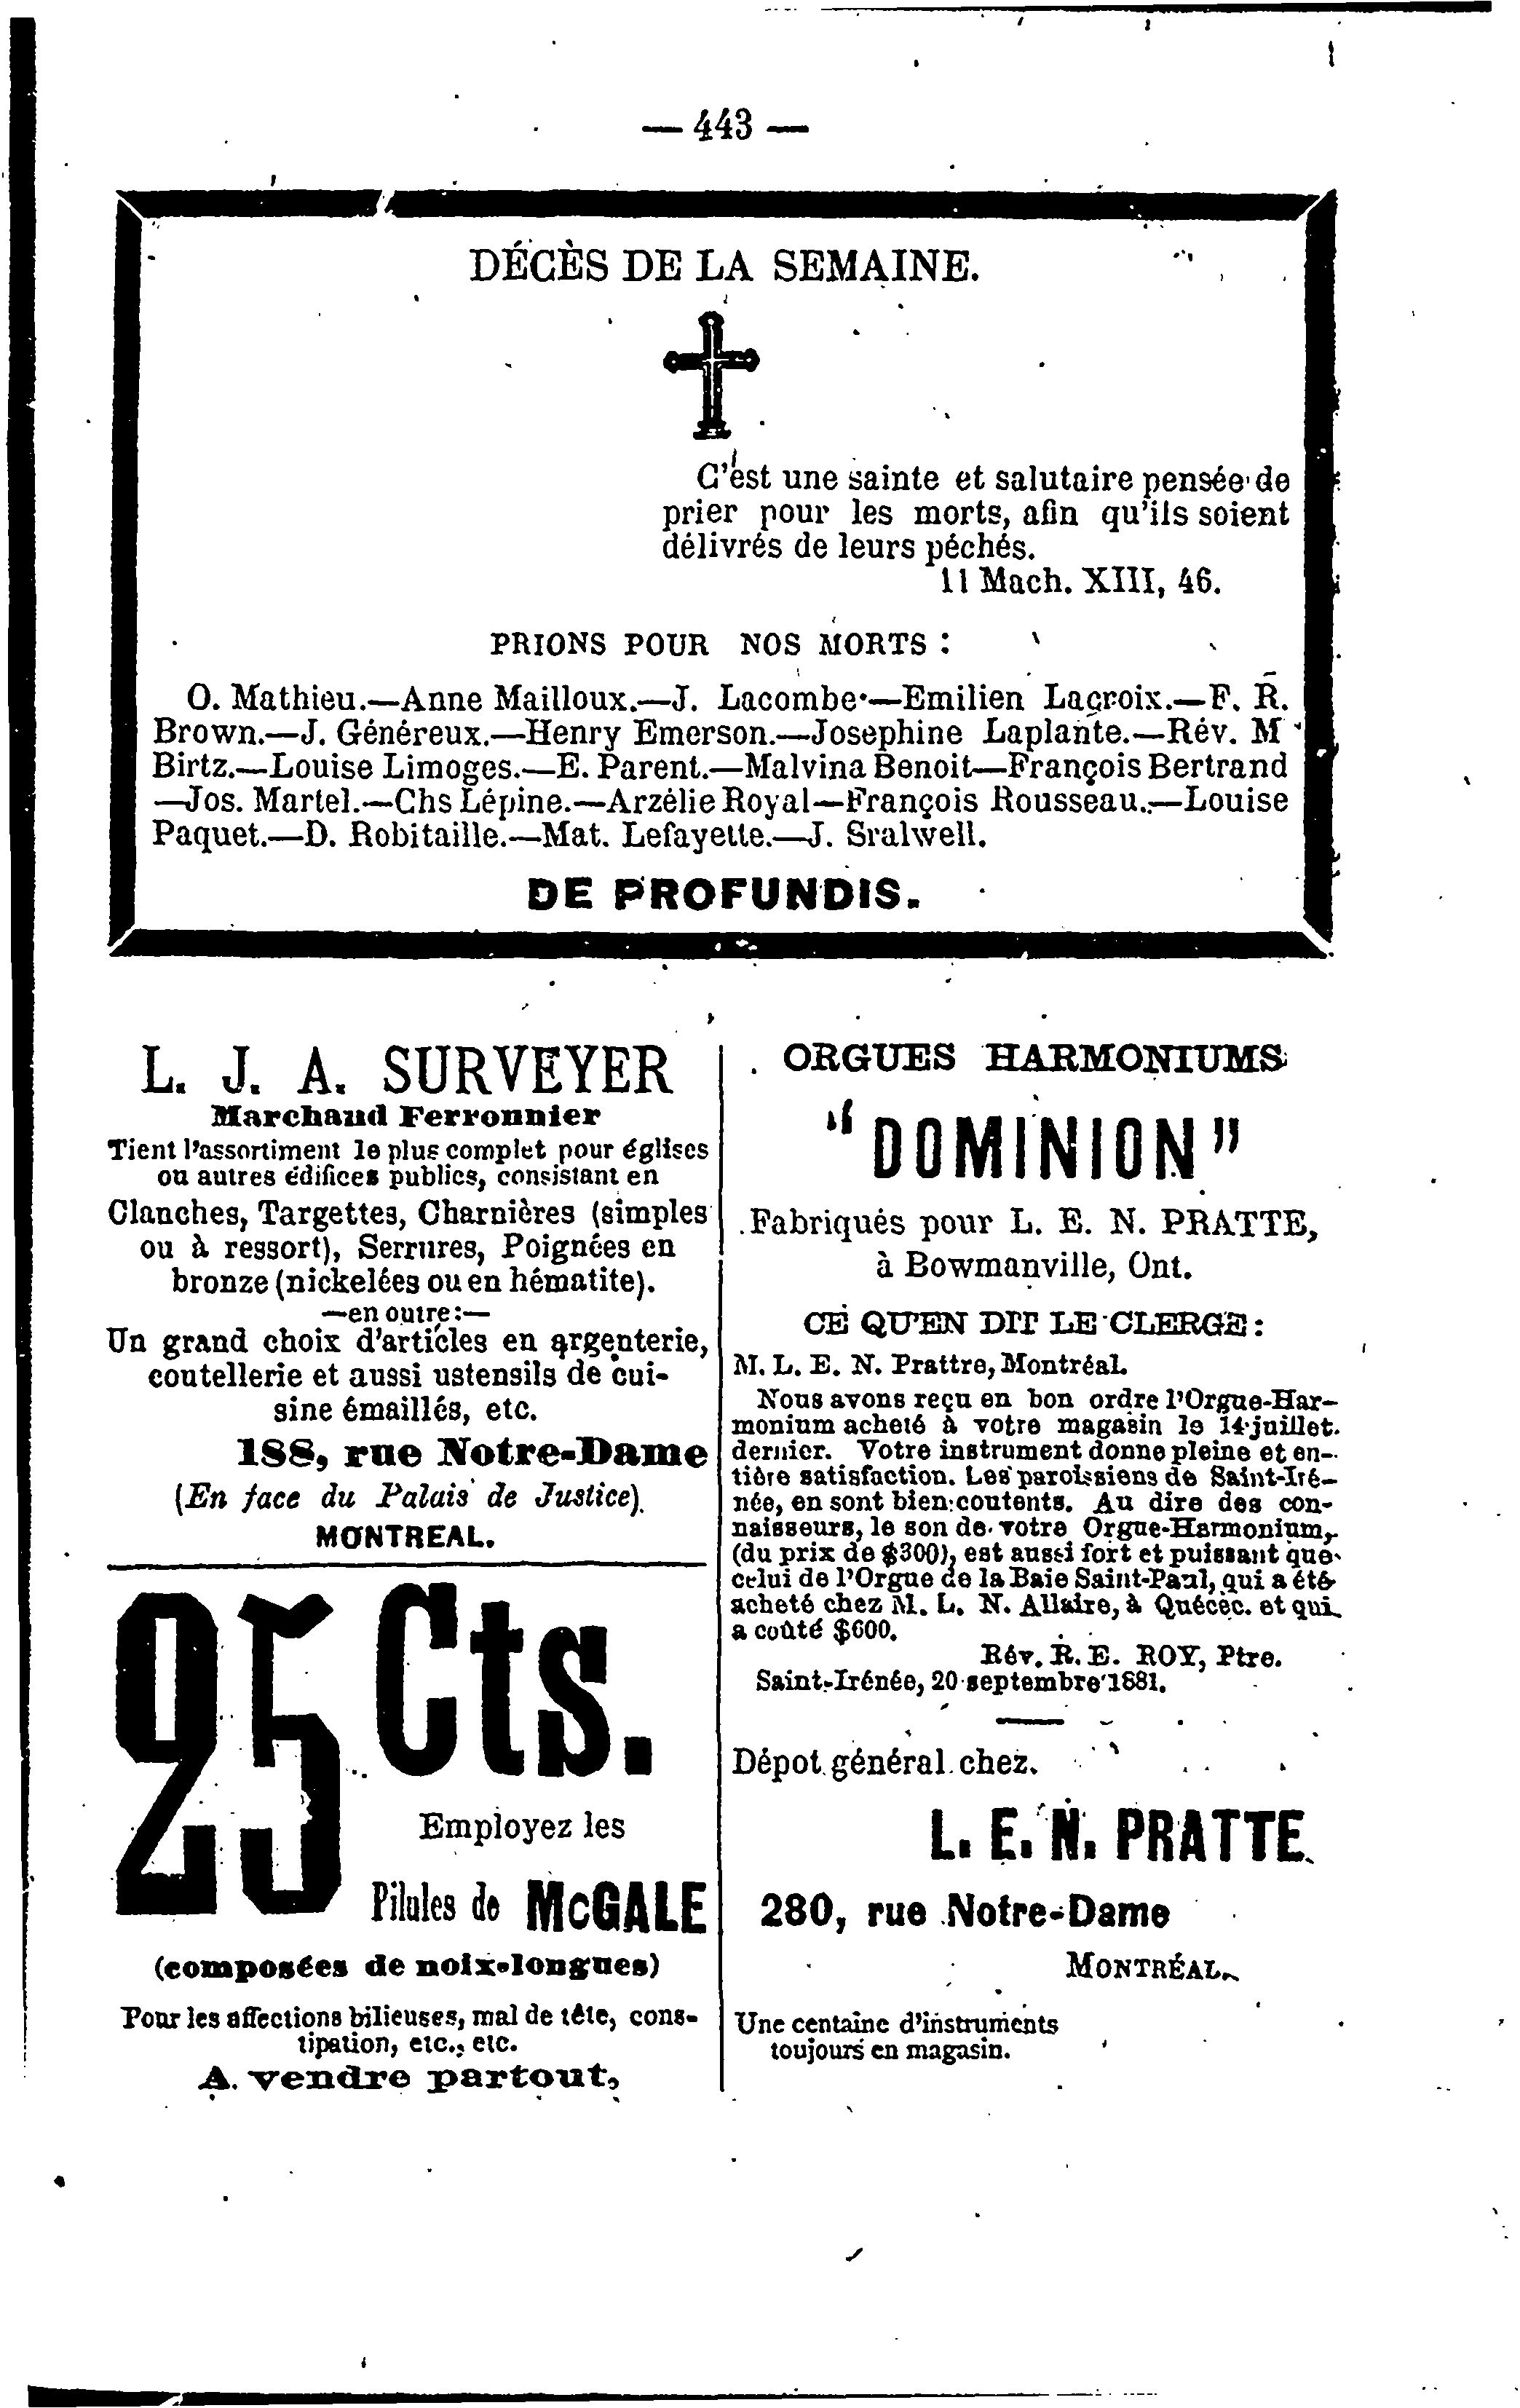 — 443 —
DÉCÈS DE LA SEMAINE.
C'est une sainte et salutaire pensée de
prier pour les morts, afin qu'ils soient
délivrés de leurs péchés.
11 Mach. XIII, 46.
PRIONS POUR NOS MORTS :
O. Mathieu.—Anne Mailloux.—J. Lacombe.—Emilien Lacroix.—F. R.
Brown.—J. Généreux.—Henry Emerson.—Josephine Laplante.—Rév. M
Birtz.—Louise Limoges.—E. Parent.—Malvina Benoit—François Bertrand
—Jos. Martel.—Chs Lépine.—Arzélie Royal—François Rousseau.—Louise
Paquet.—D. Robitaille.—Mat. Lefayette.—J. Sralwell.
DE PROFUNDIS.
L. J. A. SURVEYER
Marchand Ferronnier
Tient l'assortiment le plus complet pour églises
ou autres édifices publics, consistant en
Clanches, Targettes, Charnières (simples
ou à ressort), Serrures, Poignées en
bronze (nickelées ou en hématite).
—en outre:—
Un grand choix d'articles en argenterie,
coutellerie et aussi ustensils de cui-
sine émaillés, etc.
188, rue Notre-Dame
(En face du Palais de Justice).
MONTREAL.
25 Cts.
Employez les
Pilules de McGALE
(composées de noix-longues)
Pour les affections bilieuses, mal de tête, cons-
tipation, etc., etc.
A vendre partout,
ORGUES HARMONIUMS
"DOMINION"
Fabriqués pour L. E. N. PRATTE,
à Bowmanville, Ont.
CE QU'EN DIT LE CLERGE :
M. L. E. N. Prattre, Montréal.
Nous avons reçu en bon ordre l'Orgue-Har-
monium acheté à votre magasin le 14 juillet.
dernier. Votre instrument donne pleine et en-
tière satisfaction. Les paroissiens de Saint-Iré-
née, en sont bien coutents. Au dire des con-
naisseurs, le son de votre Orgue-Harmonium,
(du prix de $300), est aussi fort et puissant que
celui de l'Orgue de la Baie Saint-Paul, qui a été
acheté chez M. L. N. Allaire, à Québec. et qui
a coûté $600.
Rév. R. E. ROY, Ptre.
Saint-Irénée, 20 septembre 1881.
Dépot général chez.
L. E. N. PRATTE
280, rue Notre-Dame
MONTRÉAL.
Une centaine d'instruments
toujours en magasin.